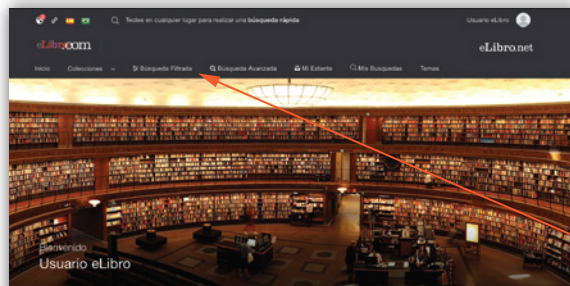 Teclee en cualquier lugar para realizar una búsqueda rápida
Usuario eLibro
eLibro.com
eLibro.net
Inicio
Colecciones
Búsqueda Filtrada
Búsqueda Avanzada
Mi Estante
Mis Busquedas
Temas
Bienvenido
Usuario eLibro